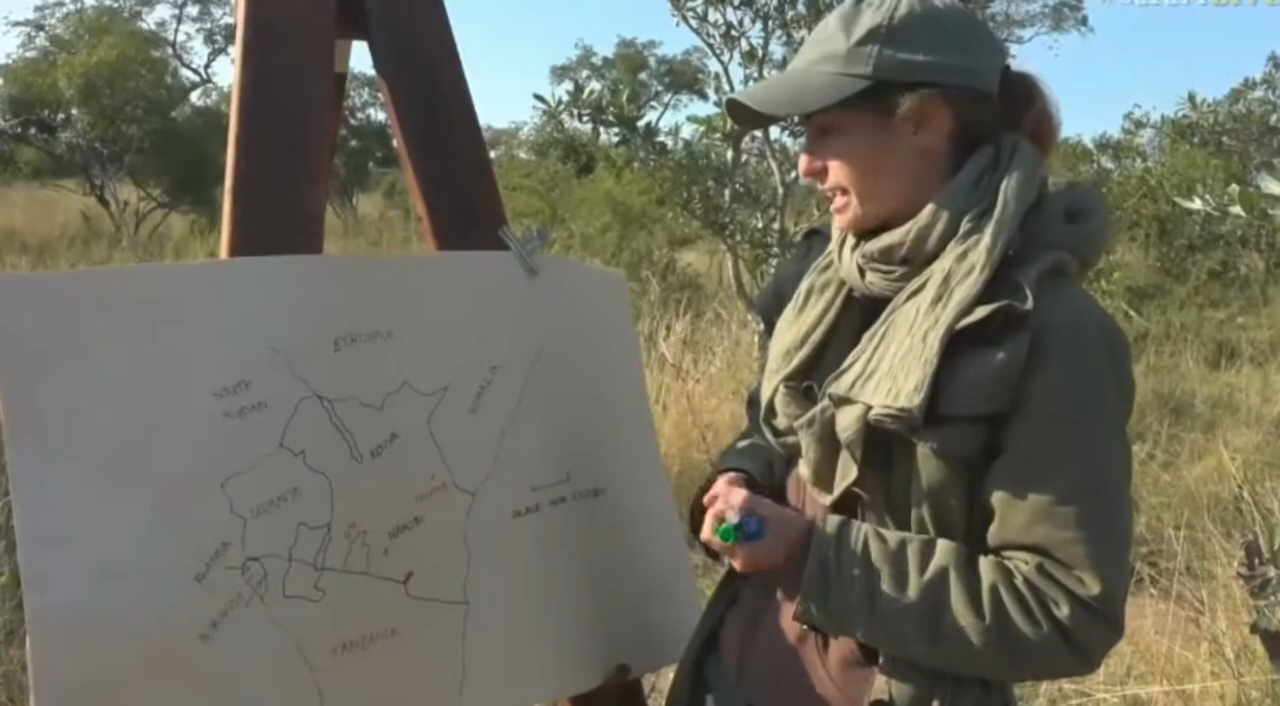 ETHIOPIA
SOUTH
SUDAN
SOMALIA
KENYA
UGANDA
NAIROBI
SCALE NOT EXACT
RWANDA
BURUNDI
TANZANIA